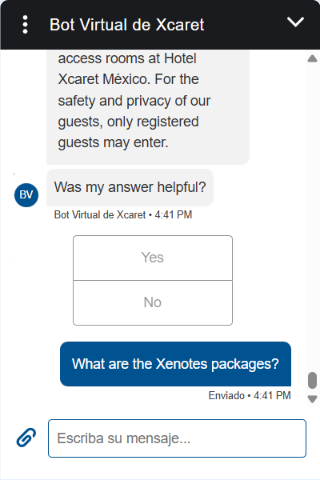 Bot Virtual de Xcaret
access rooms at Hotel
Xcaret México. For the
safety and privacy of our
guests, only registered
guests may enter.
Was my answer helpful?
BV
Bot Virtual de Xcaret • 4:41 PM
Yes
No
What are the Xenotes packages?
Enviado • 4:41 PM
Escriba su mensaje...